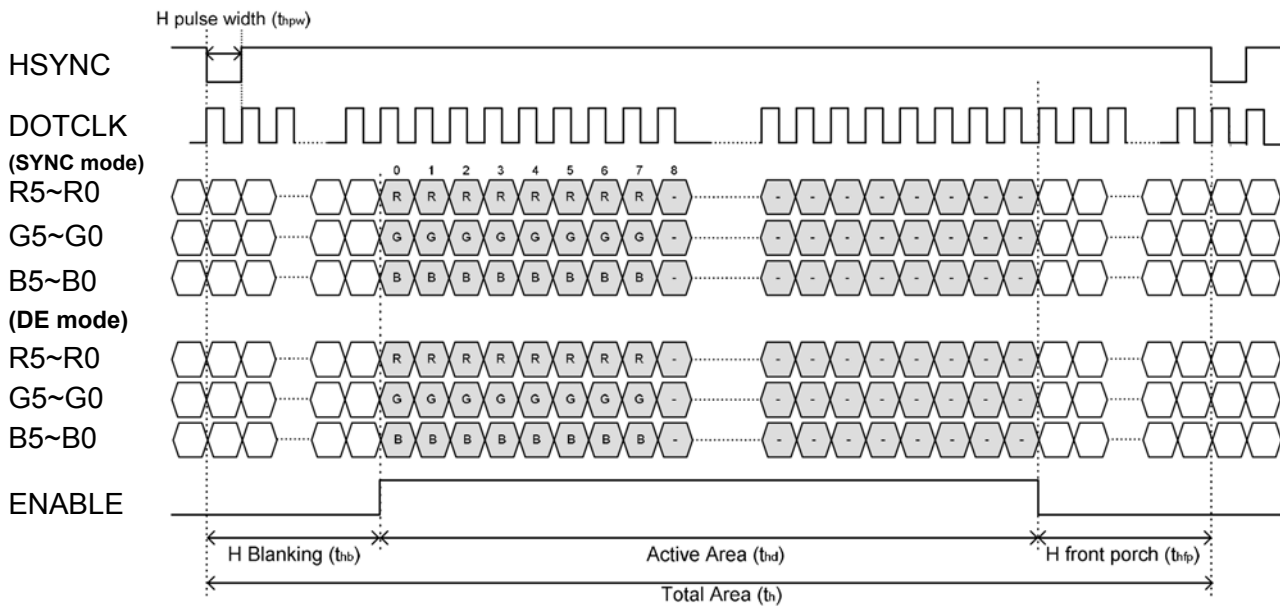 H pulse width (thpw)
HSYNC
DOTCLK
(SYNC mode)
0 1 2 3 4 5 6 7 8
R5~R0 R R R R R R R R - - - - - - - - -
G5~G0 G G G G G G G G - - - - - - - - -
B5~B0 B B B B B B B B - - - - - - - - -
(DE mode)
R5~R0 R R R R R R R R - - - - - - - - -
G5~G0 G G G G G G G G - - - - - - - - -
B5~B0 B B B B B B B B - - - - - - - - -
ENABLE
H Blanking (thb) Active Area (thd) H front porch (thfp)
Total Area (th)